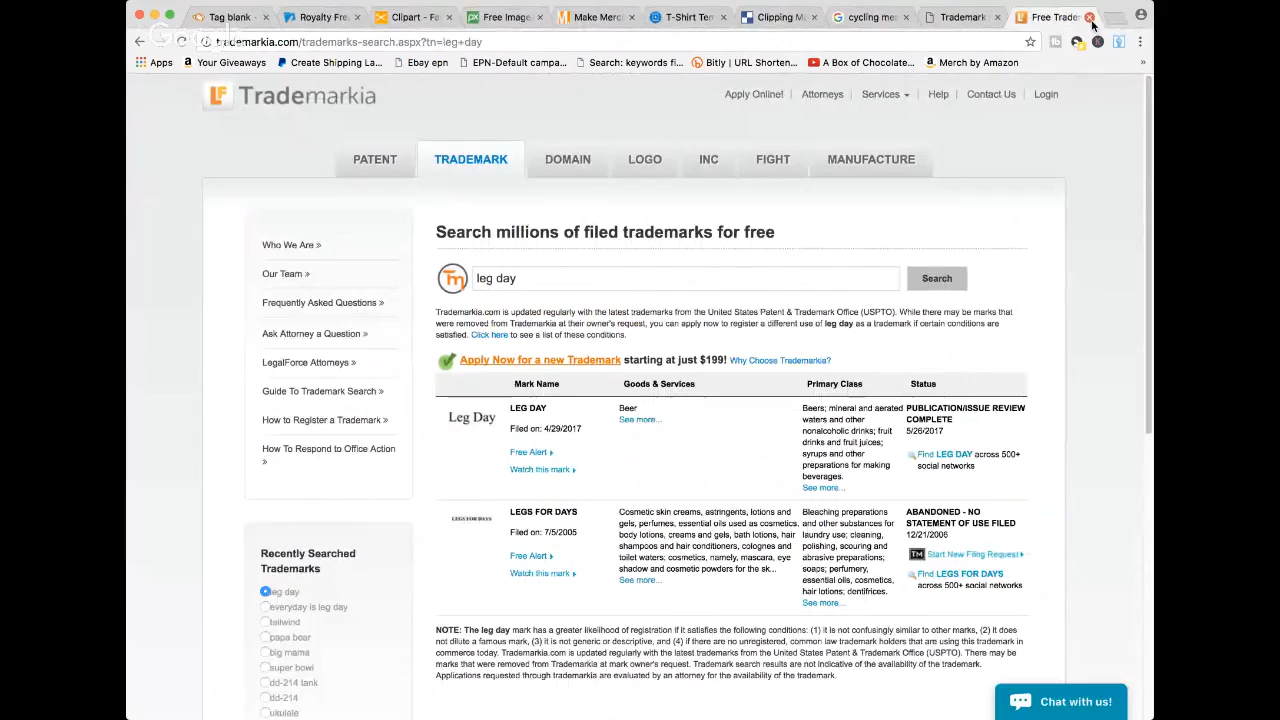 Tag blank
Royalty Fre
Clipart - Fa
Free Image
Make Merc
T-Shirt Tem
Clipping Ma
cycling me
Trademark
Free Trade
trademarkia.com/trademarks-search.aspx?tn=leg+day
Apps
Your Giveaways
Create Shipping La...
Ebay epn
EPN-Default campa...
Search: keywords fi...
Bitly | URL Shorten...
A Box of Chocolate...
Merch by Amazon
»
LF Trademarkia
Apply Online!
Attorneys
Services
Help
Contact Us
Login
PATENT
TRADEMARK
DOMAIN
LOGO
INC
FIGHT
MANUFACTURE
Who We Are »
Our Team »
Frequently Asked Questions »
Ask Attorney a Question »
LegalForce Attorneys »
Guide To Trademark Search »
How to Register a Trademark »
How To Respond to Office Action
»
Recently Searched
Trademarks
leg day
everyday is leg day
tailwind
papa bear
big mama
super bowl
dd-214 tank
dd-214
ukulele
Search millions of filed trademarks for free
Tm
leg day
Search
Trademarkia.com is updated regularly with the latest trademarks from the United States Patent & Trademark Office (USPTO). While there may be marks that
were removed from Trademarkia at their owner's request, you can apply now to register a different use of leg day as a trademark if certain conditions are
satisfied. Click here to see a list of these conditions.
Apply Now for a new Trademark starting at just $199! Why Choose Trademarkia?
Mark Name
Goods & Services
Primary Class
Status
Leg Day
LEG DAY
Filed on: 4/29/2017
Free Alert
Watch this mark
Beer
See more...
Beers; mineral and aerated
waters and other
nonalcoholic drinks; fruit
drinks and fruit juices;
syrups and other
preparations for making
beverages.
See more...
PUBLICATION/ISSUE REVIEW
COMPLETE
5/26/2017
Find LEG DAY across 500+
social networks
LEGS FOR DAYS
LEGS FOR DAYS
Filed on: 7/5/2005
Free Alert
Watch this mark
Cosmetic skin creams, astringents, lotions and
gels, perfumes, essential oils used as cosmetics,
body lotions, creams and gels, bath lotions, hair
shampoos and hair conditioners, colognes and
toilet waters; cosmetics, namely, mascara, eye
shadow and cosmetic powders for the sk...
See more...
Bleaching preparations
and other substances for
laundry use; cleaning,
polishing, scouring and
abrasive preparations;
soaps; perfumery,
essential oils, cosmetics,
hair lotions; dentifrices.
See more...
ABANDONED - NO
STATEMENT OF USE FILED
12/21/2006
TM Start New Filing Request
Find LEGS FOR DAYS
across 500+ social networks
NOTE: The leg day mark has a greater likelihood of registration if it satisfies the following conditions: (1) it is not confusingly similar to other marks, (2) it does
not dilute a famous mark, (3) it is not generic or descriptive, and (4) if there are no unregistered, common law trademark holders that are using this trademark in
commerce today. Trademarkia.com is updated regularly with the latest trademarks from the United States Patent & Trademark Office (USPTO). There may be
marks that were removed from Trademarkia at mark owner's request. Trademark search results are not indicative of the availability of the trademark.
Applications requested through trademarkia are evaluated by an attorney for the availability of the trademark.
Chat with us!